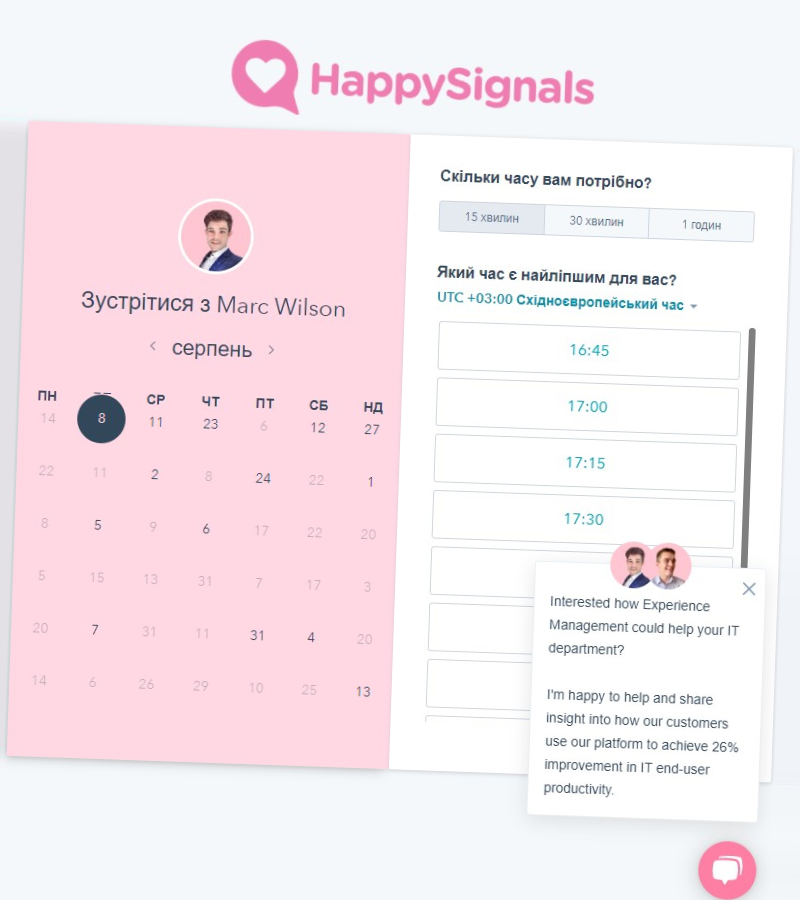 HappySignals
Зустрітися з Marc Wilson
серпень
ПН СР ЧТ ПТ СБ НД
14 8 11 23 6 12 27
22 11 2 8 24 22 1
8 5 9 6 17 22 20
5 15 13 31 7 17 3
20 7 31 11 31 4 20
14 6 26 29 10 25 13
Скільки часу вам потрібно?
15 хвилин 30 хвилин 1 годин
Який час є найліпшим для вас?
UTC +03:00 Східноєвропейський час
16:45
17:00
17:15
17:30
Interested how Experience
Management could help your IT
department?
I'm happy to help and share
insight into how our customers
use our platform to achieve 26%
improvement in IT end-user
productivity.